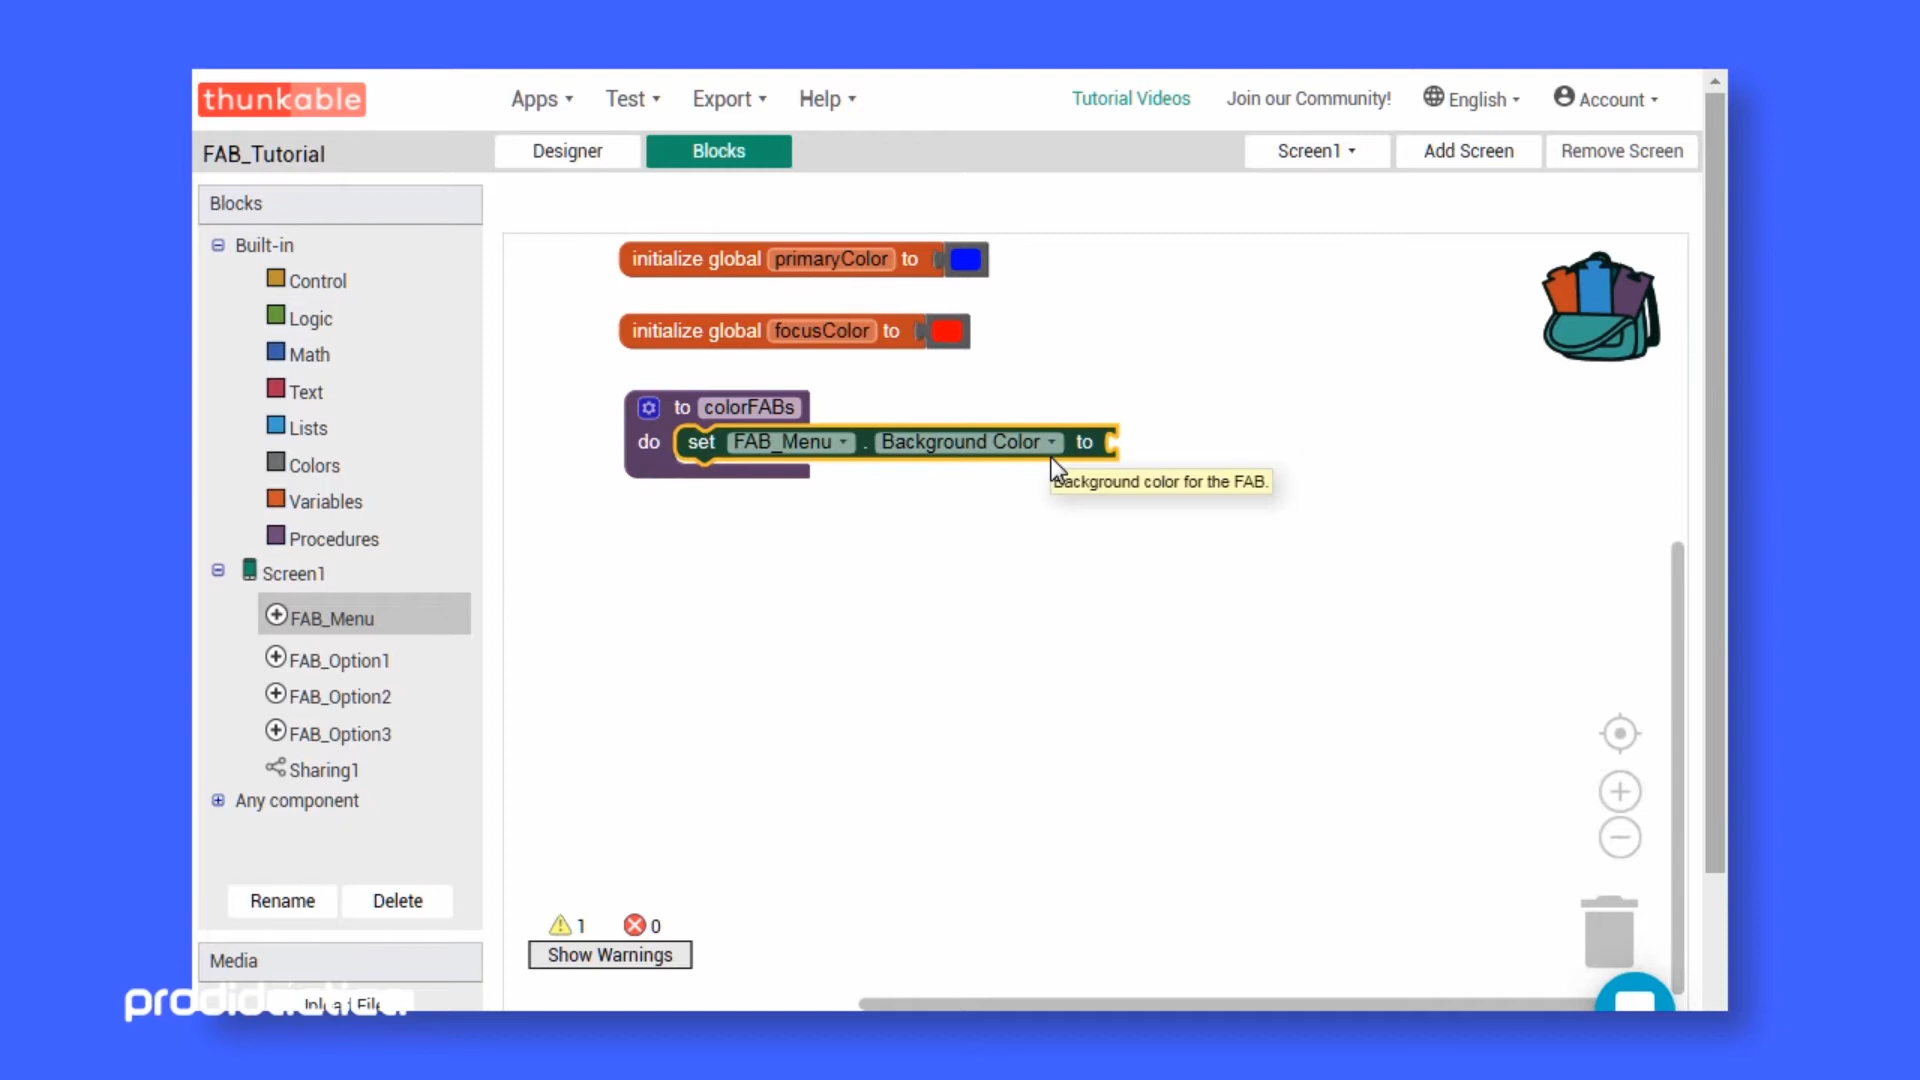 thunkable
Apps Test Export Help Tutorial Videos Join our Community! English Account
FAB_Tutorial Designer Blocks Screen1 Add Screen Remove Screen
Blocks
Built-in
Control
Logic
Math
Text
Lists
Colors
Variables
Procedures
Screen1
FAB_Menu
FAB_Option1
FAB_Option2
FAB_Option3
Sharing1
Any component
Rename Delete
Media
initialize global primaryColor to
initialize global focusColor to
to colorFABs
do set FAB_Menu . Background Color to
Background color for the FAB.
1 0
Show Warnings